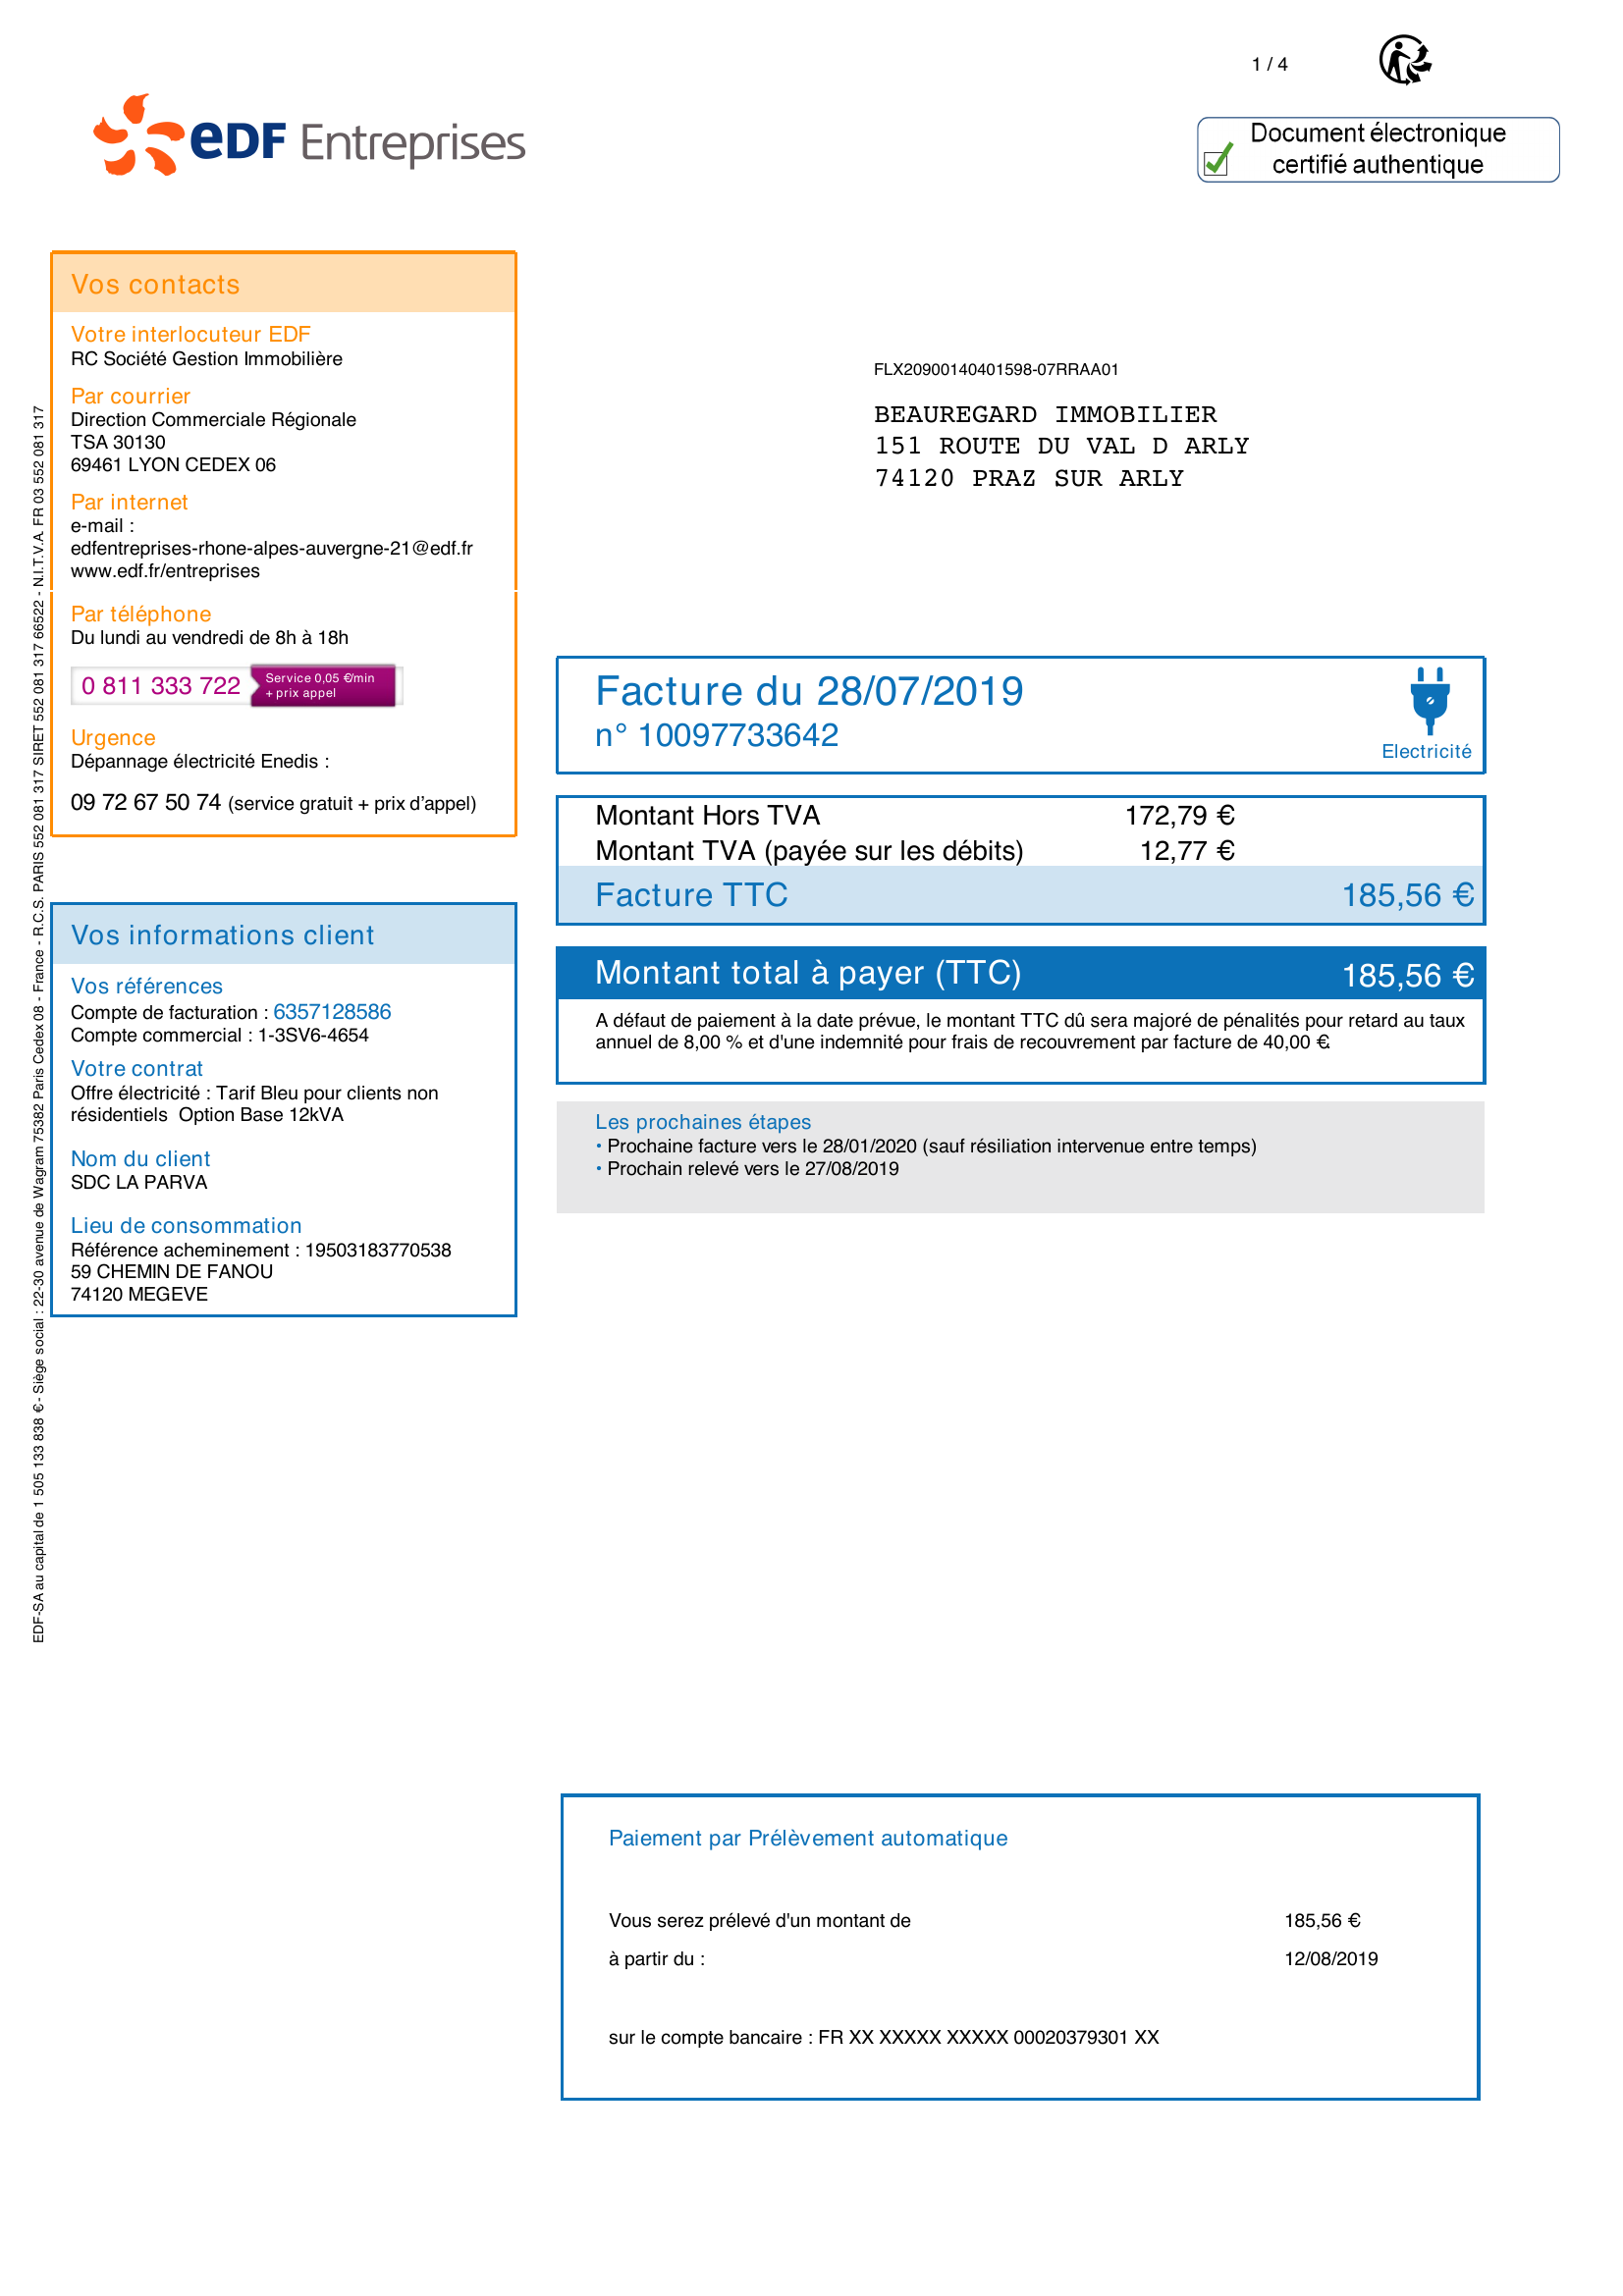 1 / 4
eDF Entreprises
Document électronique
certifié authentique
Vos contacts
Votre interlocuteur EDF
RC Société Gestion Immobilière
Par courrier
Direction Commerciale Régionale
TSA 30130
69461 LYON CEDEX 06
Par internet
e-mail :
edfentreprises-rhone-alpes-auvergne-21@edf.fr
www.edf.fr/entreprises
Par téléphone
Du lundi au vendredi de 8h à 18h
0 811 333 722
Service 0,05 €/min
+ prix appel
Urgence
Dépannage électricité Enedis :
09 72 67 50 74 (service gratuit + prix d'appel)
FLX20900140401598-07RRAA01
BEAUREGARD IMMOBILIER
151 ROUTE DU VAL D ARLY
74120 PRAZ SUR ARLY
Facture du 28/07/2019
n° 10097733642
Electricité
Montant Hors TVA 172,79 €
Montant TVA (payée sur les débits) 12,77 €
Facture TTC 185,56 €
Montant total à payer (TTC) 185,56 €
A défaut de paiement à la date prévue, le montant TTC dû sera majoré de pénalités pour retard au taux
annuel de 8,00 % et d'une indemnité pour frais de recouvrement par facture de 40,00 €.
Les prochaines étapes
• Prochaine facture vers le 28/01/2020 (sauf résiliation intervenue entre temps)
• Prochain relevé vers le 27/08/2019
Vos informations client
Vos références
Compte de facturation : 6357128586
Compte commercial : 1-3SV6-4654
Votre contrat
Offre électricité : Tarif Bleu pour clients non
résidentiels Option Base 12kVA
Nom du client
SDC LA PARVA
Lieu de consommation
Référence acheminement : 19503183770538
59 CHEMIN DE FANOU
74120 MEGEVE
EDF-SA au capital de 1 505 133 838 € - Siège social : 22-30 avenue de Wagram 75382 Paris Cedex 08 - France - R.C.S. PARIS 552 081 317 SIRET 552 081 317 66522 - N.I.T.V.A. FR 03 552 081 317
Paiement par Prélèvement automatique
Vous serez prélevé d'un montant de 185,56 €
à partir du : 12/08/2019
sur le compte bancaire : FR XX XXXXX XXXXX 00020379301 XX